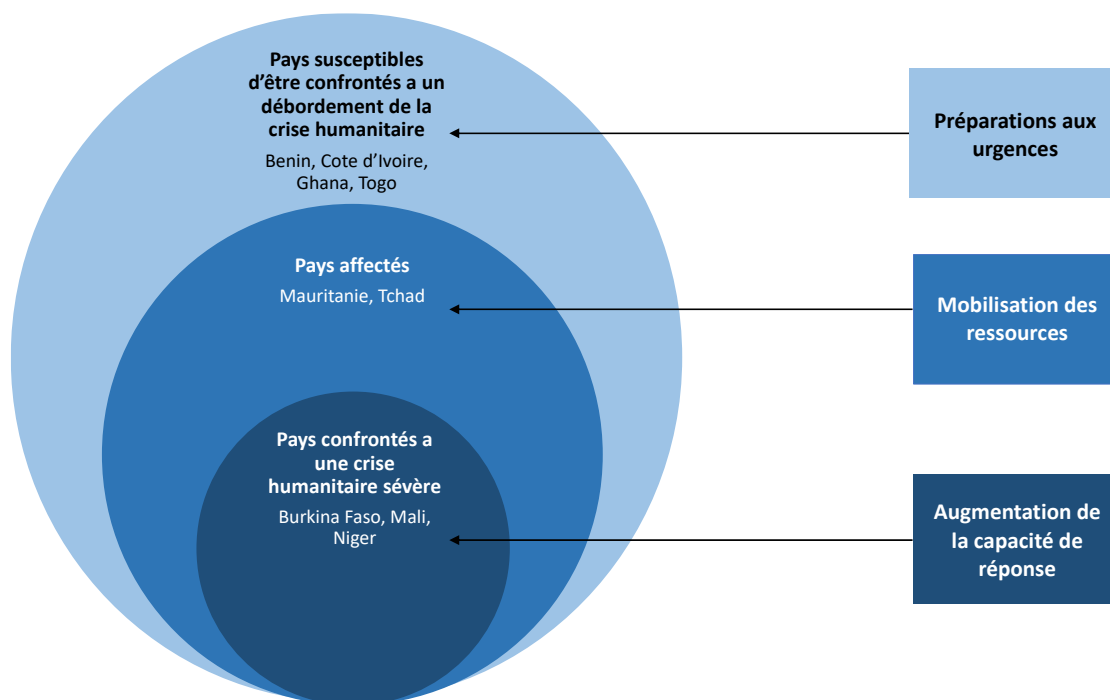 Pays susceptibles
d'être confrontés a un
débordement de la
crise humanitaire
Benin, Cote d'Ivoire,
Ghana, Togo
Préparations aux
urgences
Pays affectés
Mauritanie, Tchad
Mobilisation des
ressources
Pays confrontés a
une crise
humanitaire sévère
Burkina Faso, Mali,
Niger
Augmentation de
la capacité de
réponse